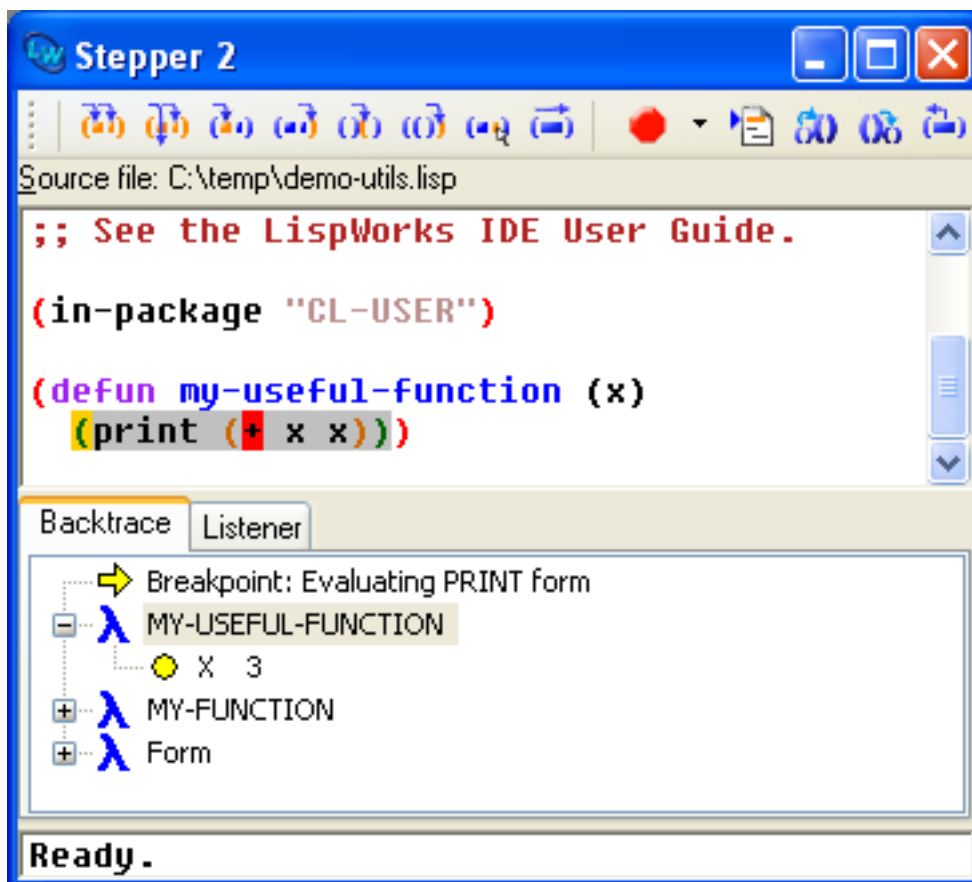 Stepper 2
Source file: C:\temp\demo-utils.lisp
;; See the LispWorks IDE User Guide.
(in-package "CL-USER")
(defun my-useful-function (x)
(print (+ x x)))
Backtrace Listener
Breakpoint: Evaluating PRINT form
MY-USEFUL-FUNCTION
X 3
MY-FUNCTION
Form
Ready.